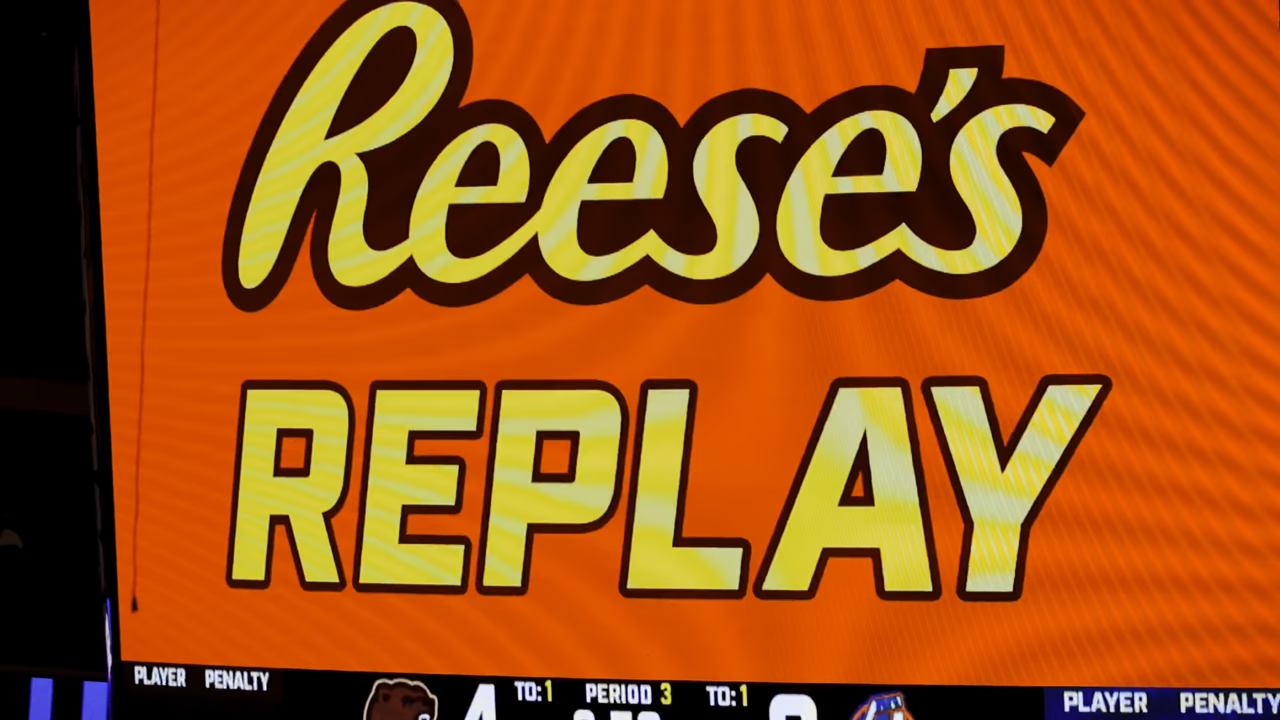 Reese's
REPLAY
PLAYER PENALTY
TO:1 PERIOD 3 TO:1
4
PLAYER PENALTY